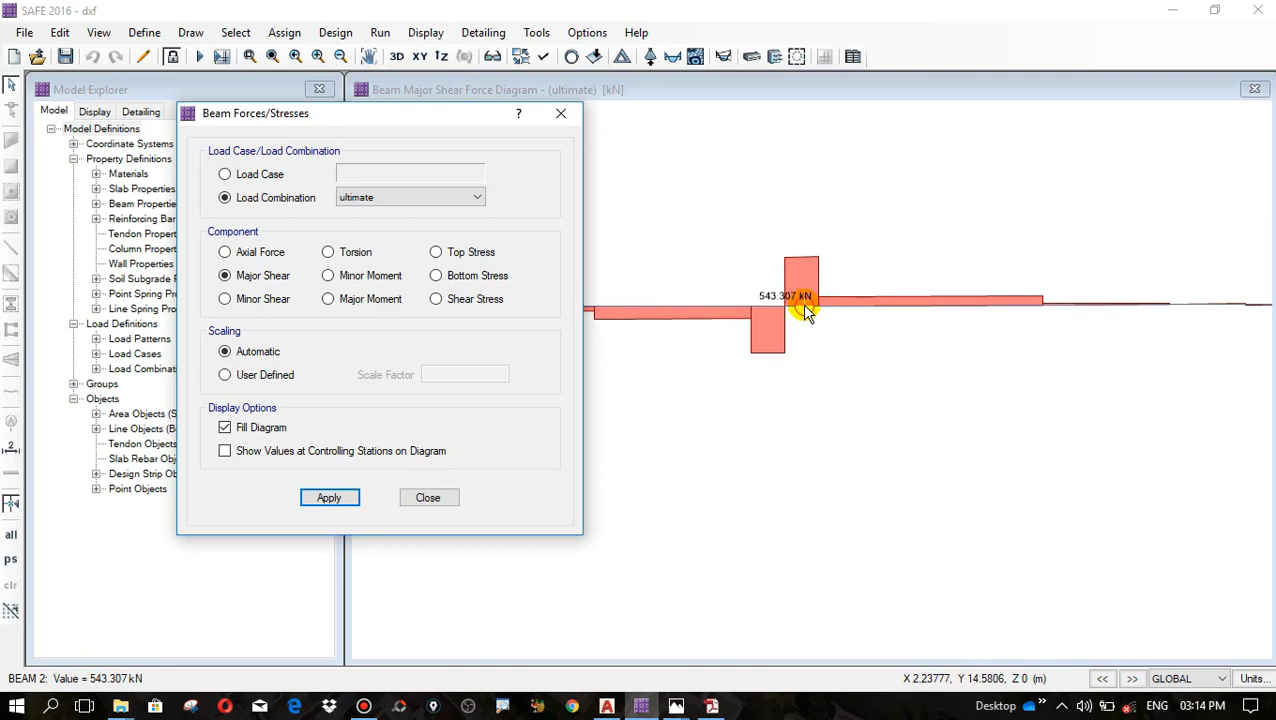 SAFE 2016 - dxf
File Edit View Define Draw Select Assign Design Run Display Detailing Tools Options Help
3D XY
Model Explorer
Beam Major Shear Force Diagram - (ultimate) [kN]
Model Display Detailing
Model Definitions
Coordinate Systems
Property Definitions
Materials
Slab Properties
Beam Propertie
Reinforcing Bar
Tendon Propert
Column Propert
Wall Properties
Soil Subgrade F
Point Spring Pro
Line Spring Pro
Load Definitions
Load Patterns
Load Cases
Load Combinat
Groups
Objects
Area Objects (S
Line Objects (B
Tendon Objects
Slab Rebar Obj
Design Strip Ob
Point Objects
all
ps
clr
Beam Forces/Stresses
?
Load Case/Load Combination
Load Case
Load Combination
ultimate
Component
Axial Force Torsion Top Stress
Major Shear Minor Moment Bottom Stress
Minor Shear Major Moment Shear Stress
Scaling
Automatic
User Defined Scale Factor
Display Options
Fill Diagram
Show Values at Controlling Stations on Diagram
Apply Close
543.307 kN
BEAM 2: Value = 543.307 kN
X 2.23777, Y 14.5806, Z 0 (m)
<< >> GLOBAL Units...
Desktop
ENG 03:14 PM